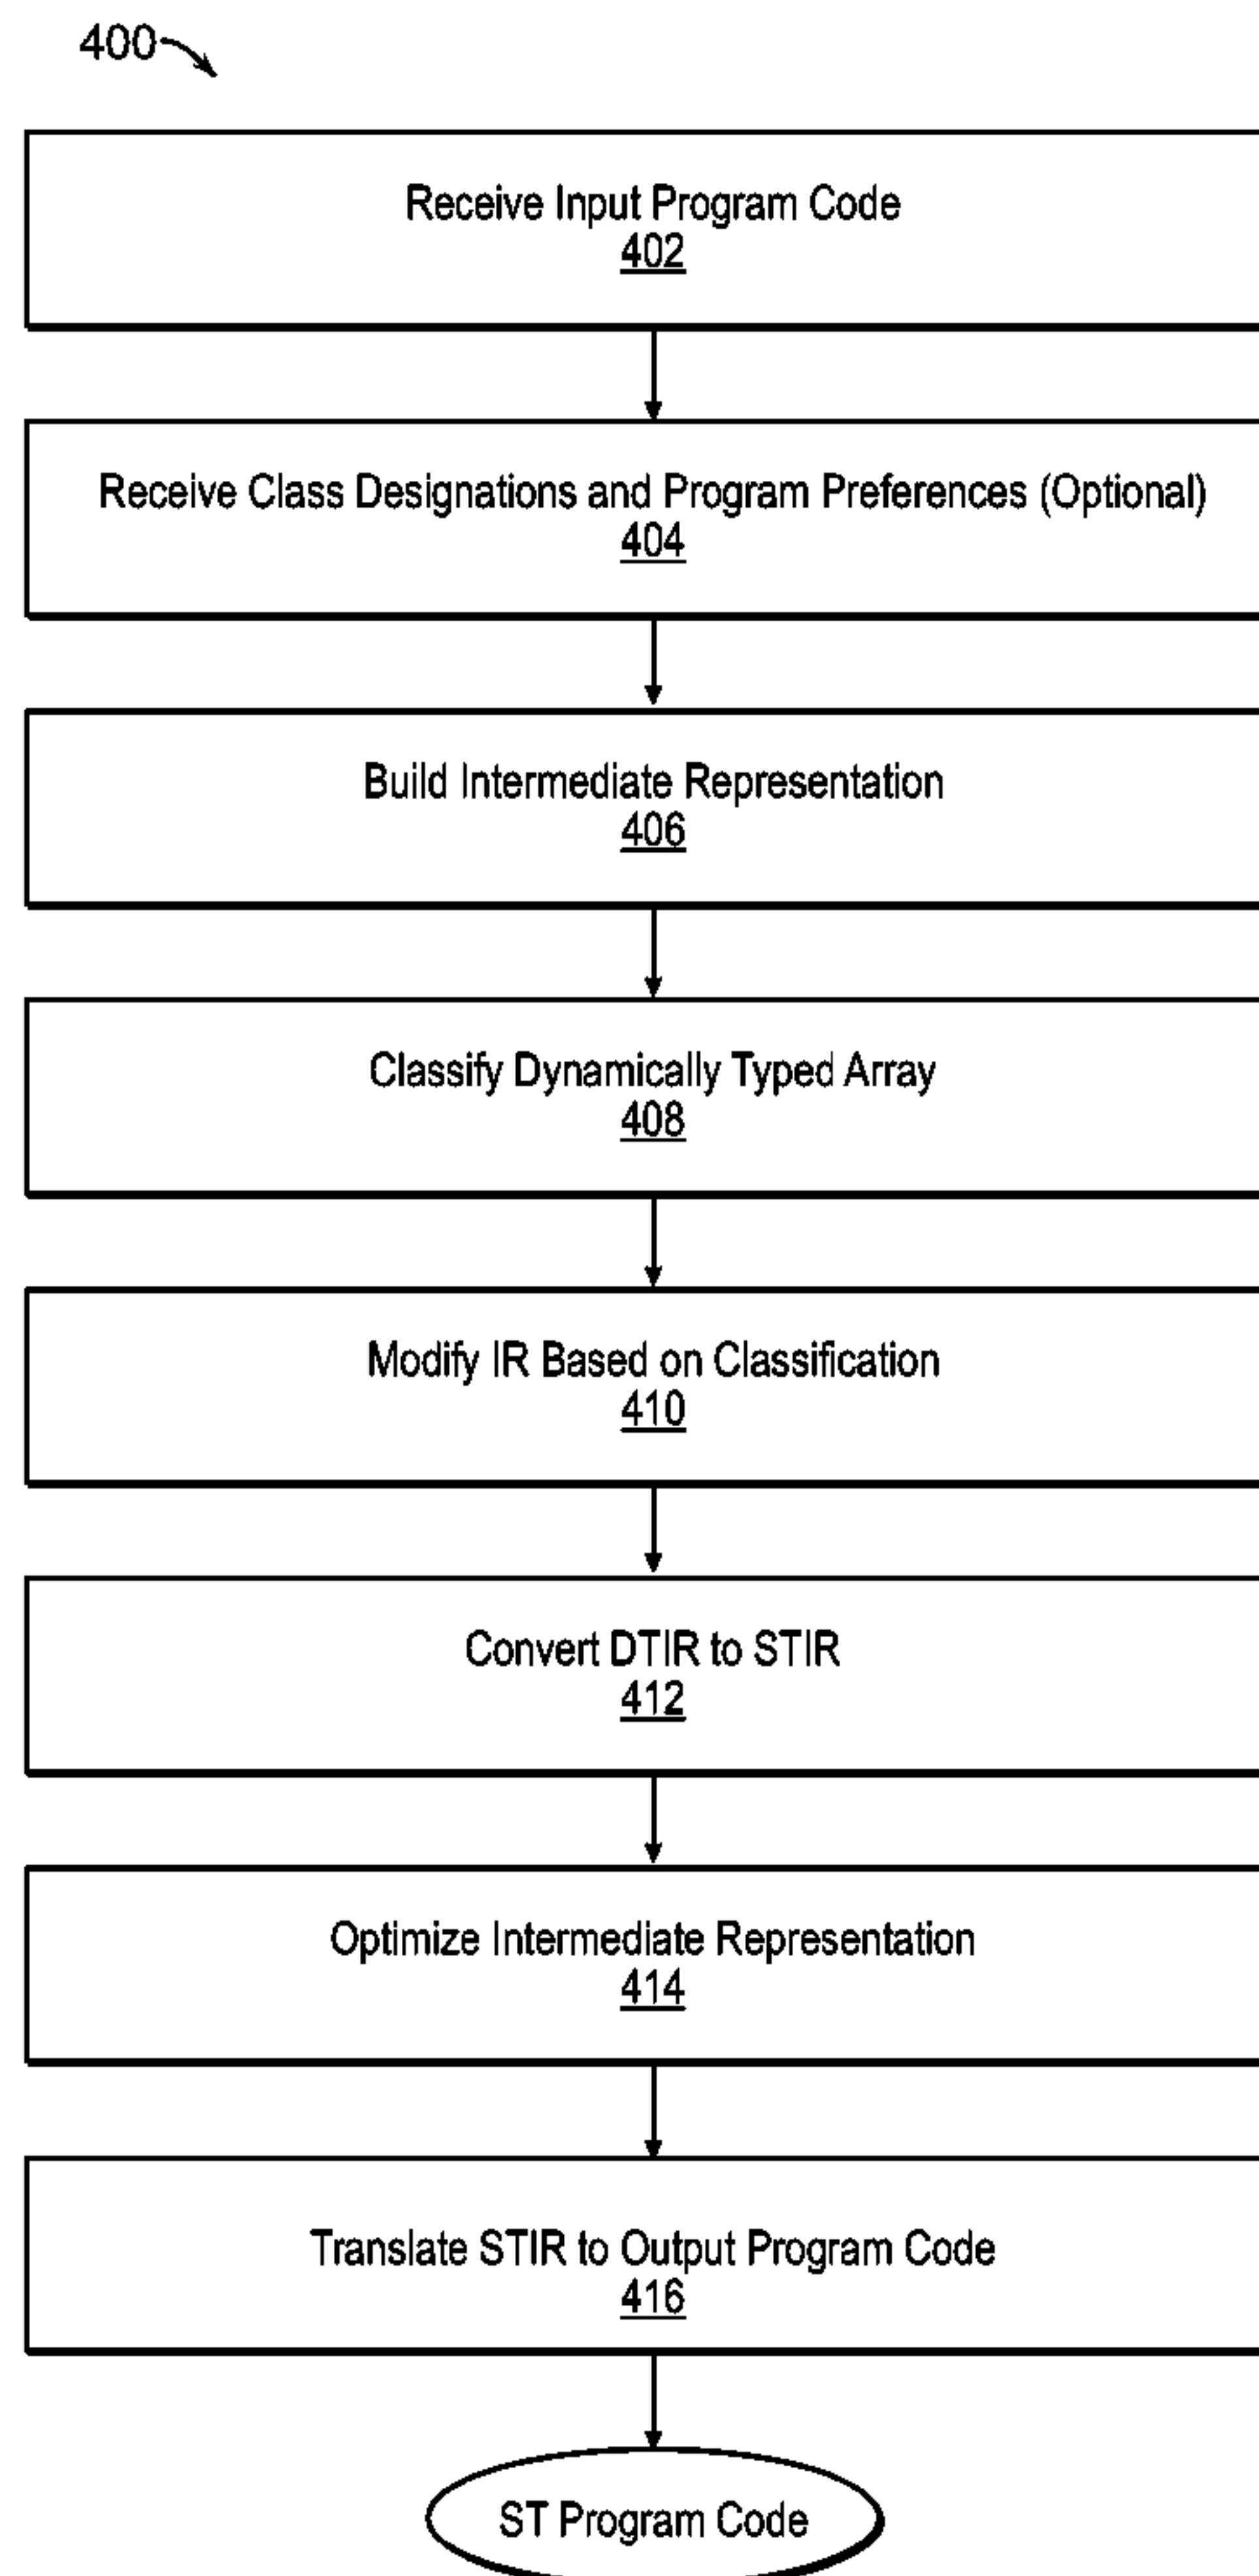 400
Receive Input Program Code
402
Receive Class Designations and Program Preferences (Optional)
404
Build Intermediate Representation
406
Classify Dynamically Typed Array
408
Modify IR Based on Classification
410
Convert DTIR to STIR
412
Optimize Intermediate Representation
414
Translate STIR to Output Program Code
416
ST Program Code